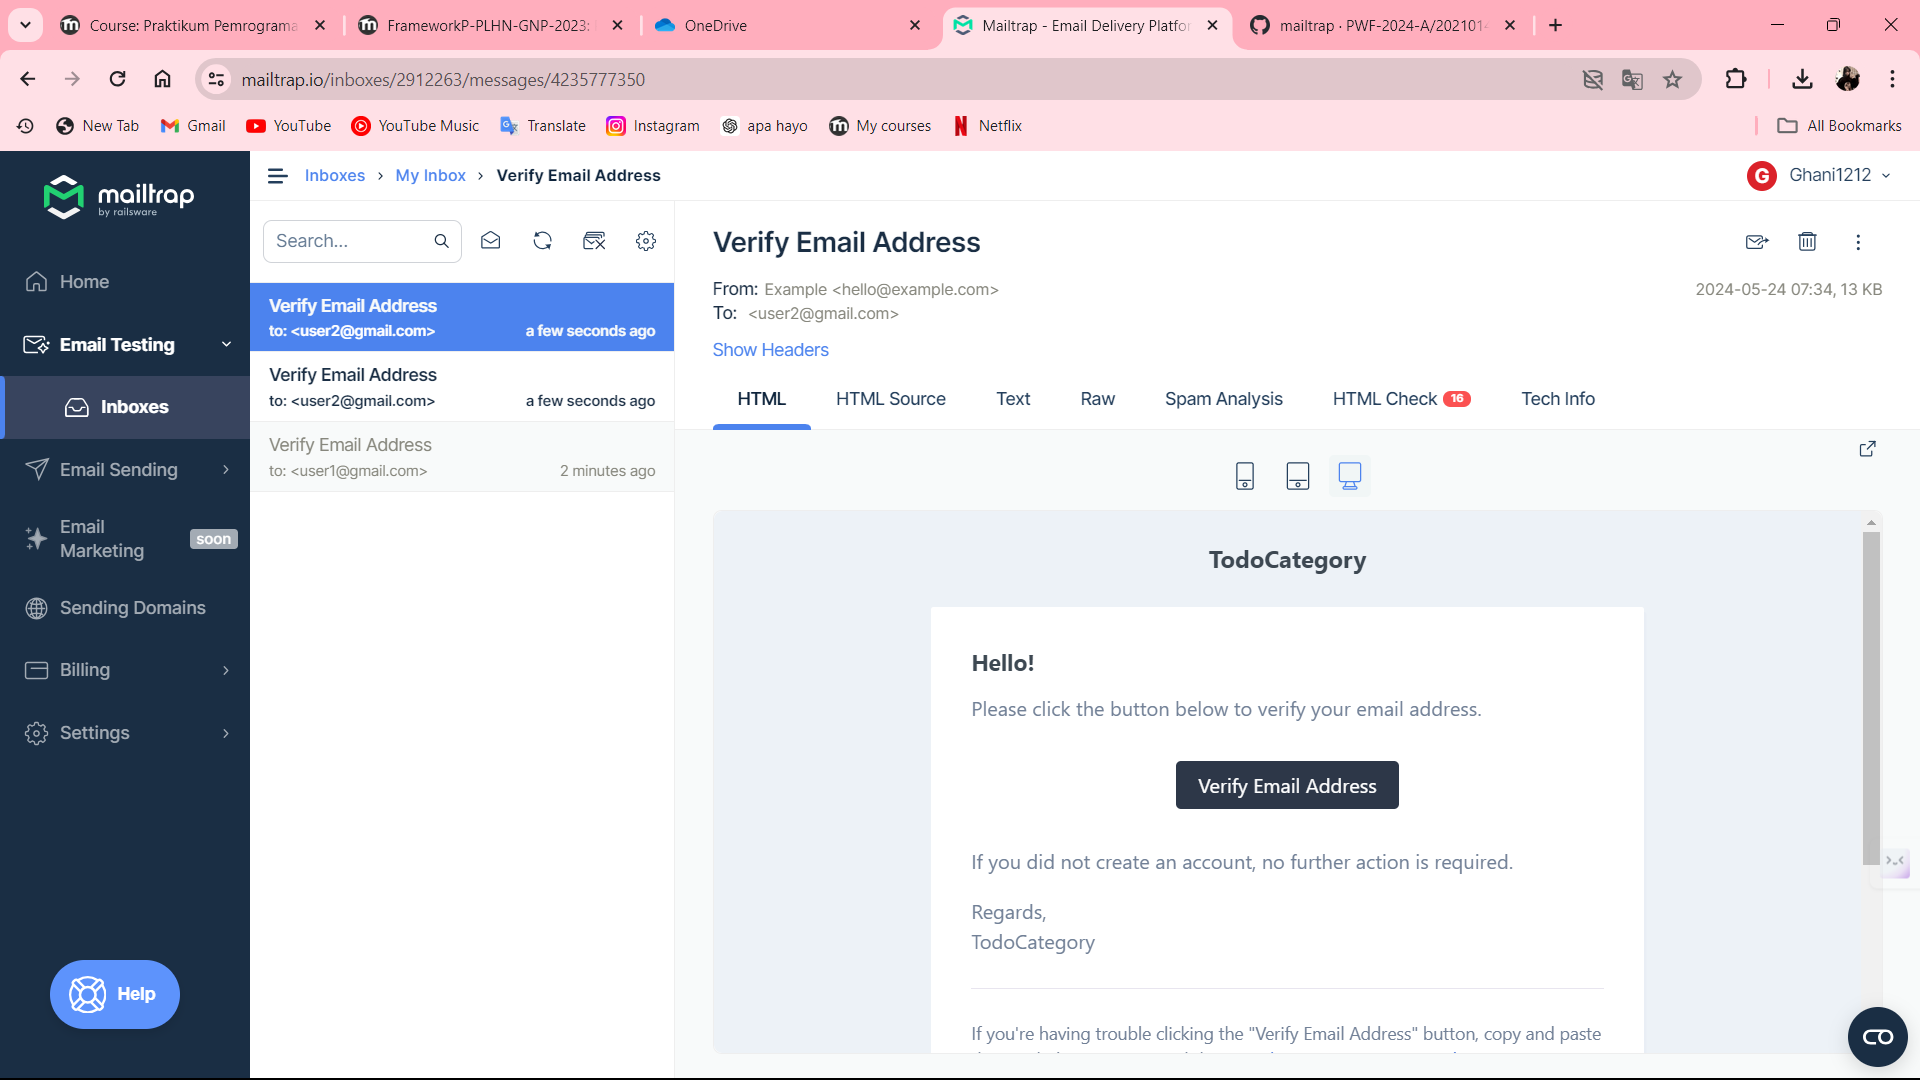 Course: Praktikum Pemrograma
FrameworkP-PLHN-GNP-2023:
OneDrive
Mailtrap - Email Delivery Platfor
mailtrap · PWF-2024-A/202101
mailtrap.io/inboxes/2912263/messages/4235777350
New Tab
Gmail
YouTube
YouTube Music
Translate
Instagram
apa hayo
My courses
Netflix
All Bookmarks
mailtrap
by railsware
Home
Email Testing
Inboxes
Email Sending
Email
Marketing
soon
Sending Domains
Billing
Settings
Help
Inboxes › My Inbox › Verify Email Address
G Ghani1212
Search...
Verify Email Address
to: <user2@gmail.com> a few seconds ago
Verify Email Address
to: <user2@gmail.com> a few seconds ago
Verify Email Address
to: <user1@gmail.com> 2 minutes ago
Verify Email Address
From: Example <hello@example.com>
2024-05-24 07:34, 13 KB
To: <user2@gmail.com>
Show Headers
HTML
HTML Source
Text
Raw
Spam Analysis
HTML Check 16
Tech Info
TodoCategory
Hello!
Please click the button below to verify your email address.
Verify Email Address
If you did not create an account, no further action is required.
Regards,
TodoCategory
If you're having trouble clicking the "Verify Email Address" button, copy and paste